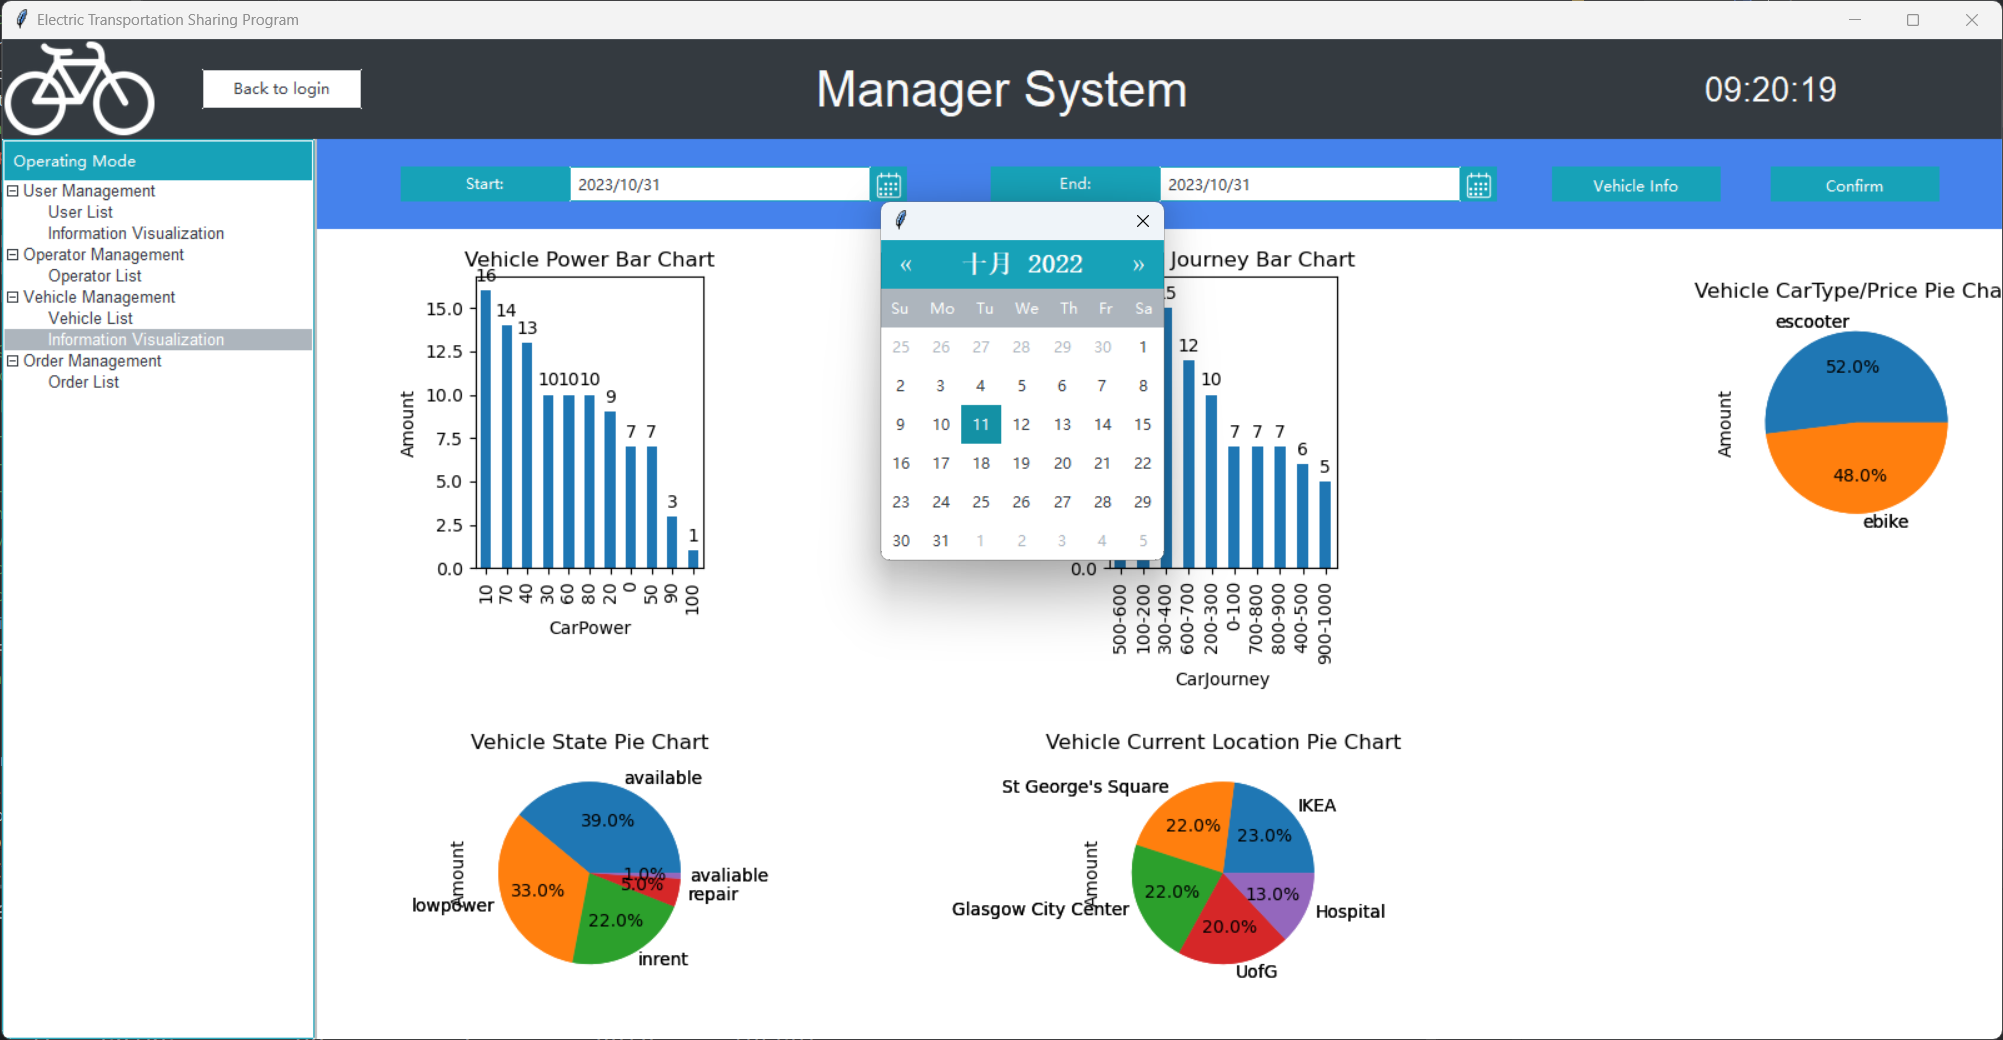 Electric Transportation Sharing Program
Back to login
Manager System
09:20:19
Operating Mode
User Management
User List
Information Visualization
Operator Management
Operator List
Vehicle Management
Vehicle List
Information Visualization
Order Management
Order List
Start:
2023/10/31
End:
2023/10/31
Vehicle Info
Confirm
« 十月 2022 »
Su Mo Tu We Th Fr Sa
25 26 27 28 29 30 1
2 3 4 5 6 7 8
9 10 11 12 13 14 15
16 17 18 19 20 21 22
23 24 25 26 27 28 29
30 31 1 2 3 4 5
Vehicle Power Bar Chart
16
14
13
10 10 10
9
7 7
3
1
15.0
12.5
10.0
7.5
5.0
2.5
0.0
Amount
10 70 40 30 60 80 20 0 50 90 100
CarPower
Journey Bar Chart
5
12
10
7 7 7
6
5
0.0
500-600 100-200 300-400 600-700 200-300 0-100 700-800 800-900 400-500 900-1000
CarJourney
Vehicle CarType/Price Pie Cha
escooter
52.0%
Amount
48.0%
ebike
Vehicle State Pie Chart
available
39.0%
Amount
1.0%
avaliable
5.0%
repair
33.0%
lowpower
22.0%
inrent
Vehicle Current Location Pie Chart
St George's Square
IKEA
22.0%
23.0%
Amount
22.0%
13.0%
Glasgow City Center
Hospital
20.0%
UofG